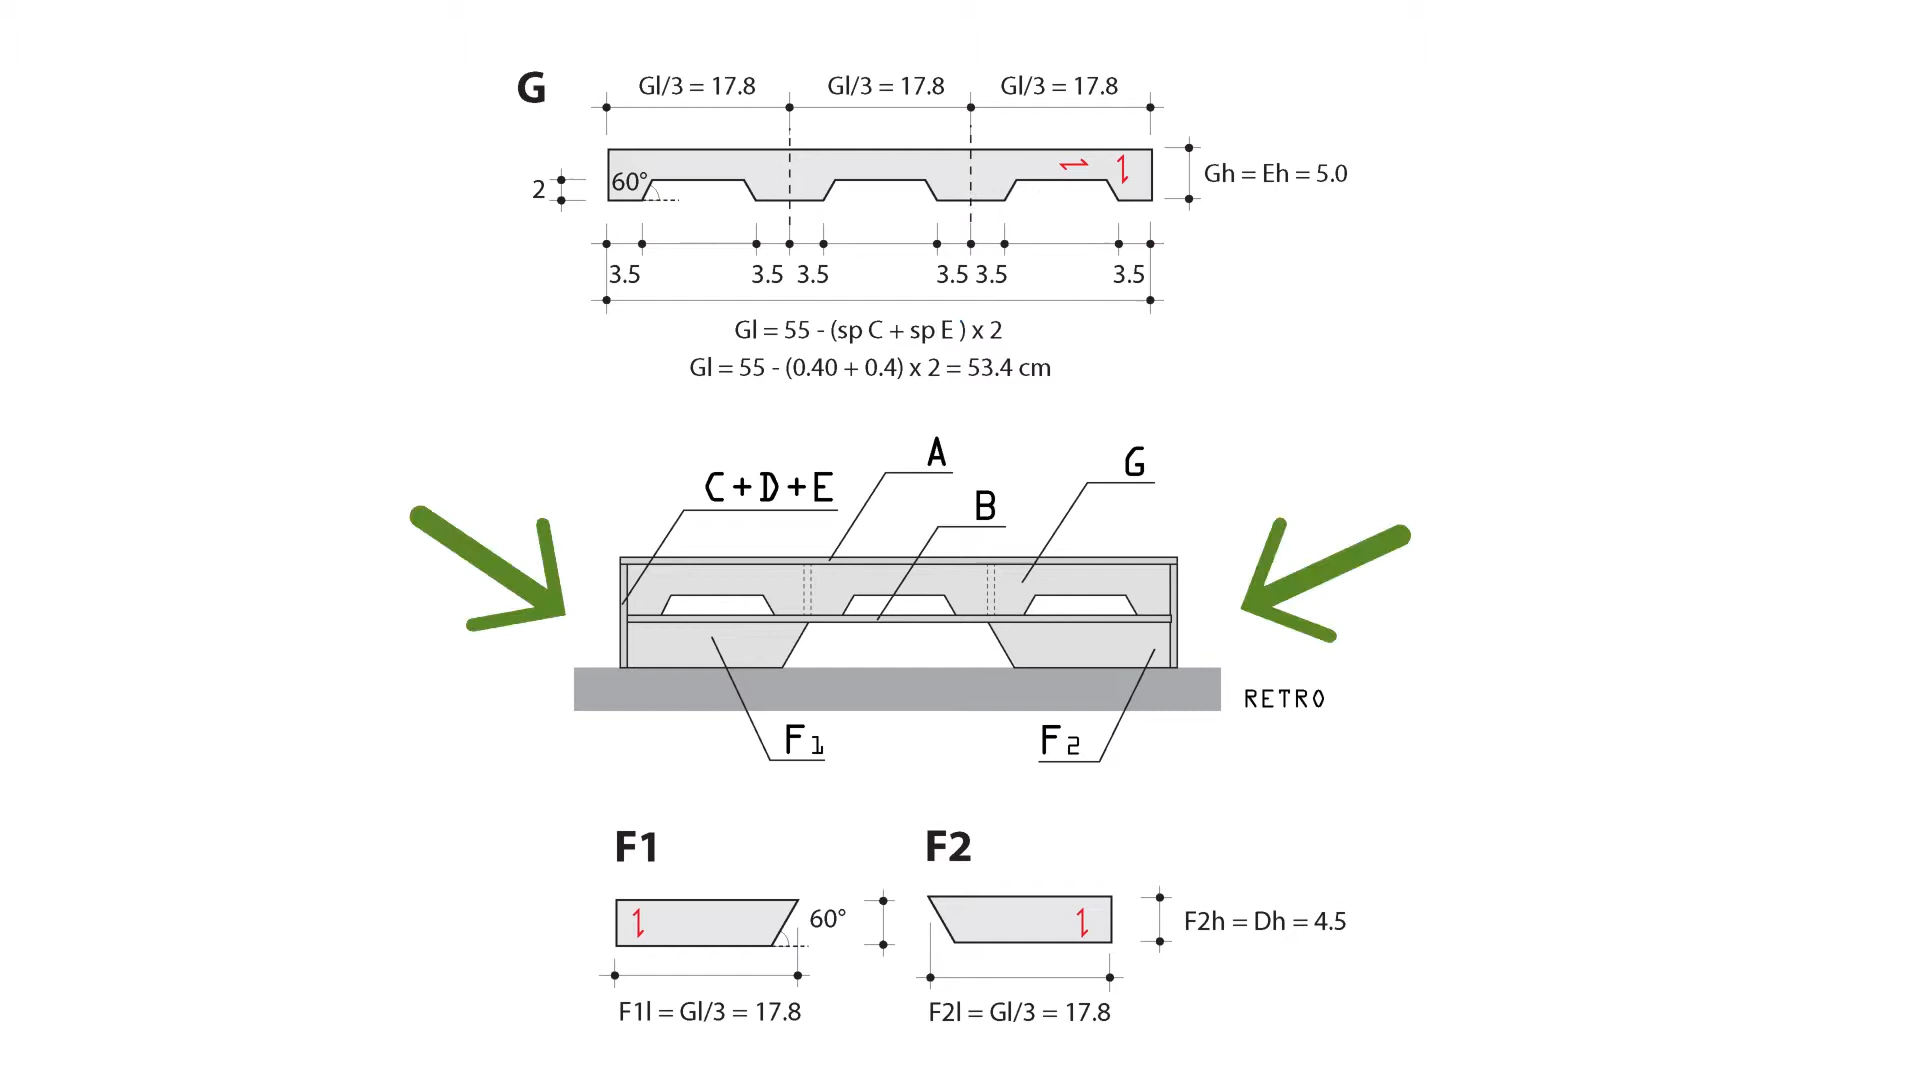 G
Gl/3 = 17.8 Gl/3 = 17.8 Gl/3 = 17.8
60°
2
Gh = Eh = 5.0
3.5 3.5 3.5 3.5 3.5 3.5
Gl = 55 - (sp C + sp E ) x 2
Gl = 55 - (0.40 + 0.4) x 2 = 53.4 cm
A
G
C+D+E
B
RETRO
F1
F2
F1
F2
60°
F2h = Dh = 4.5
F1l = Gl/3 = 17.8
F2l = Gl/3 = 17.8